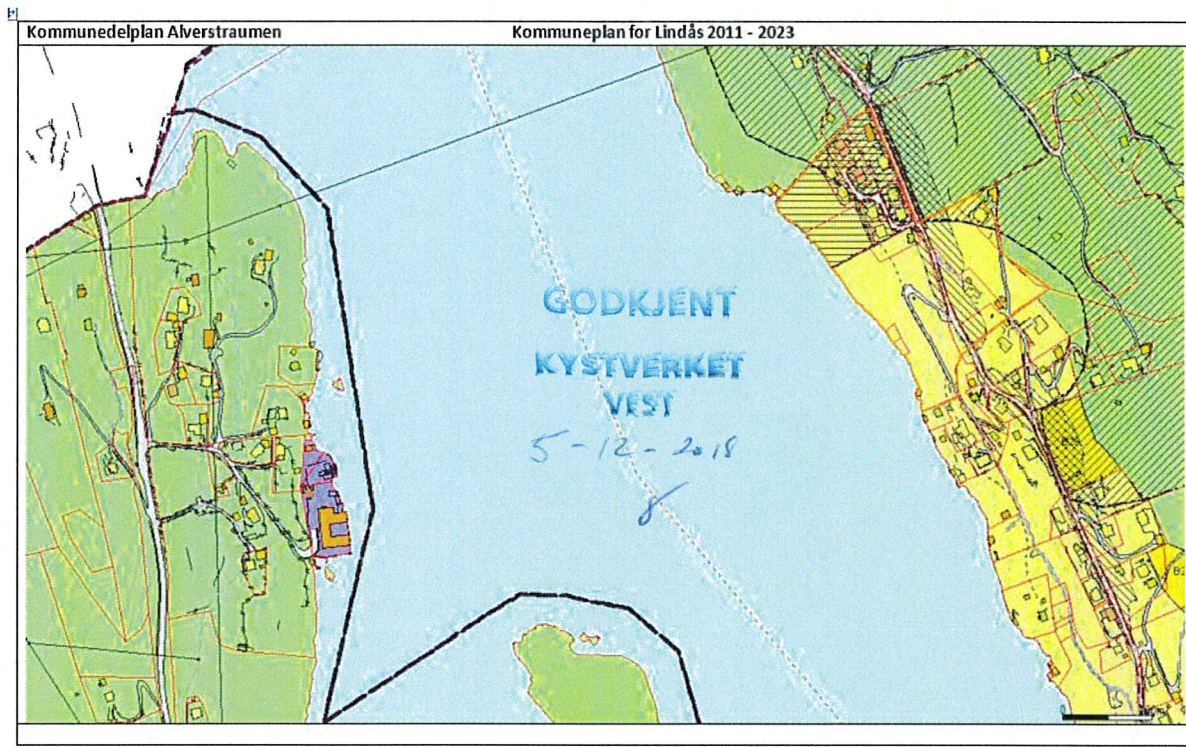 Kommunedelplan Alverstraumen
Kommuneplan for Lindås 2011 - 2023
GODKJENT
KYSTVERKET
VEST
5-12-2018